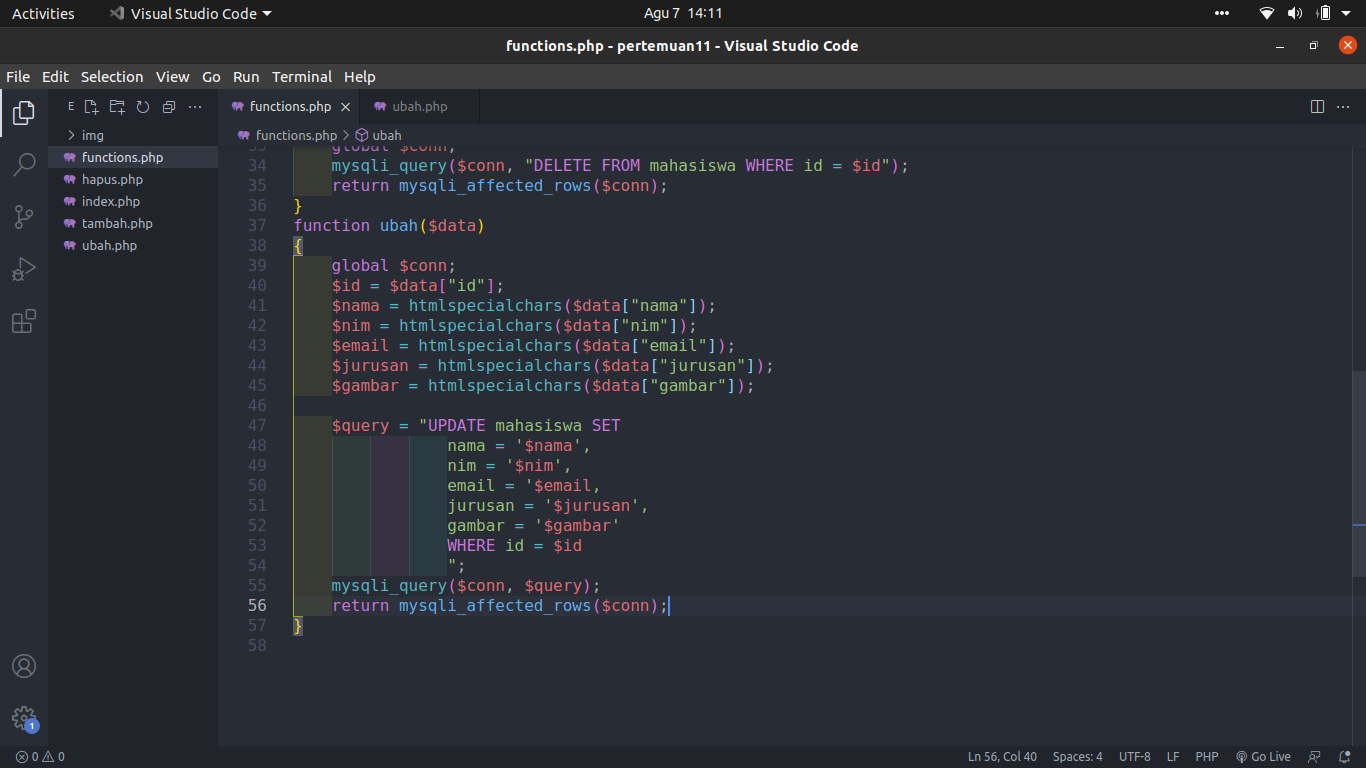 Activities
Visual Studio Code
Agu 7 14:11
functions.php - pertemuan11 - Visual Studio Code
File Edit Selection View Go Run Terminal Help
E
functions.php
ubah.php
img
functions.php
hapus.php
index.php
tambah.php
ubah.php
functions.php > ubah
33 global $conn;
34 mysqli_query($conn, "DELETE FROM mahasiswa WHERE id = $id");
35 return mysqli_affected_rows($conn);
36 }
37 function ubah($data)
38 {
39 global $conn;
40 $id = $data["id"];
41 $nama = htmlspecialchars($data["nama"]);
42 $nim = htmlspecialchars($data["nim"]);
43 $email = htmlspecialchars($data["email"]);
44 $jurusan = htmlspecialchars($data["jurusan"]);
45 $gambar = htmlspecialchars($data["gambar"]);
46
47 $query = "UPDATE mahasiswa SET
48 nama = '$nama',
49 nim = '$nim',
50 email = '$email,
51 jurusan = '$jurusan',
52 gambar = '$gambar'
53 WHERE id = $id
54 ";
55 mysqli_query($conn, $query);
56 return mysqli_affected_rows($conn);
57 }
58
1
0 0
Ln 56, Col 40
Spaces: 4
UTF-8
LF
PHP
Go Live